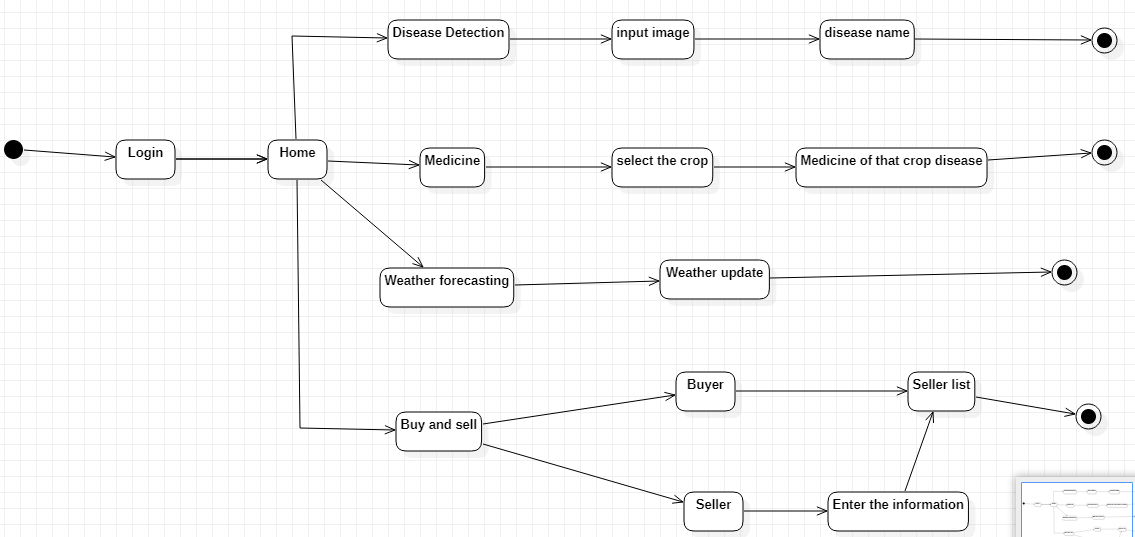 Disease Detection
input image
disease name
Login
Home
Medicine
select the crop
Medicine of that crop disease
Weather forecasting
Weather update
Buy and sell
Buyer
Seller list
Seller
Enter the information